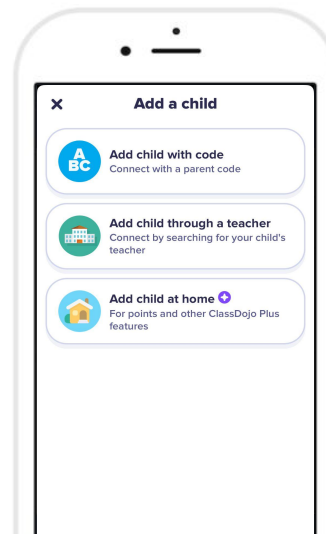 Add a child
A
BC
Add child with code
Connect with a parent code
Add child through a teacher
Connect by searching for your child's
teacher
Add child at home
For points and other ClassDojo Plus
features